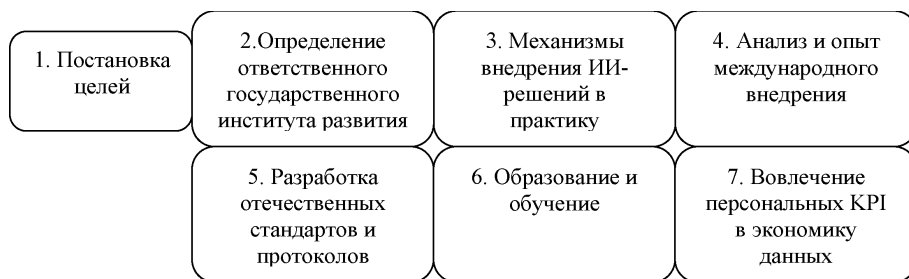 1. Постановка
целей
2.Определение
ответственного
государственного
института развития
3. Механизмы
внедрения ИИ-
решений в
практику
4. Анализ и опыт
международного
внедрения
5. Разработка
отечественных
стандартов и
протоколов
6. Образование и
обучение
7. Вовлечение
персональных KPI
в экономику
данных